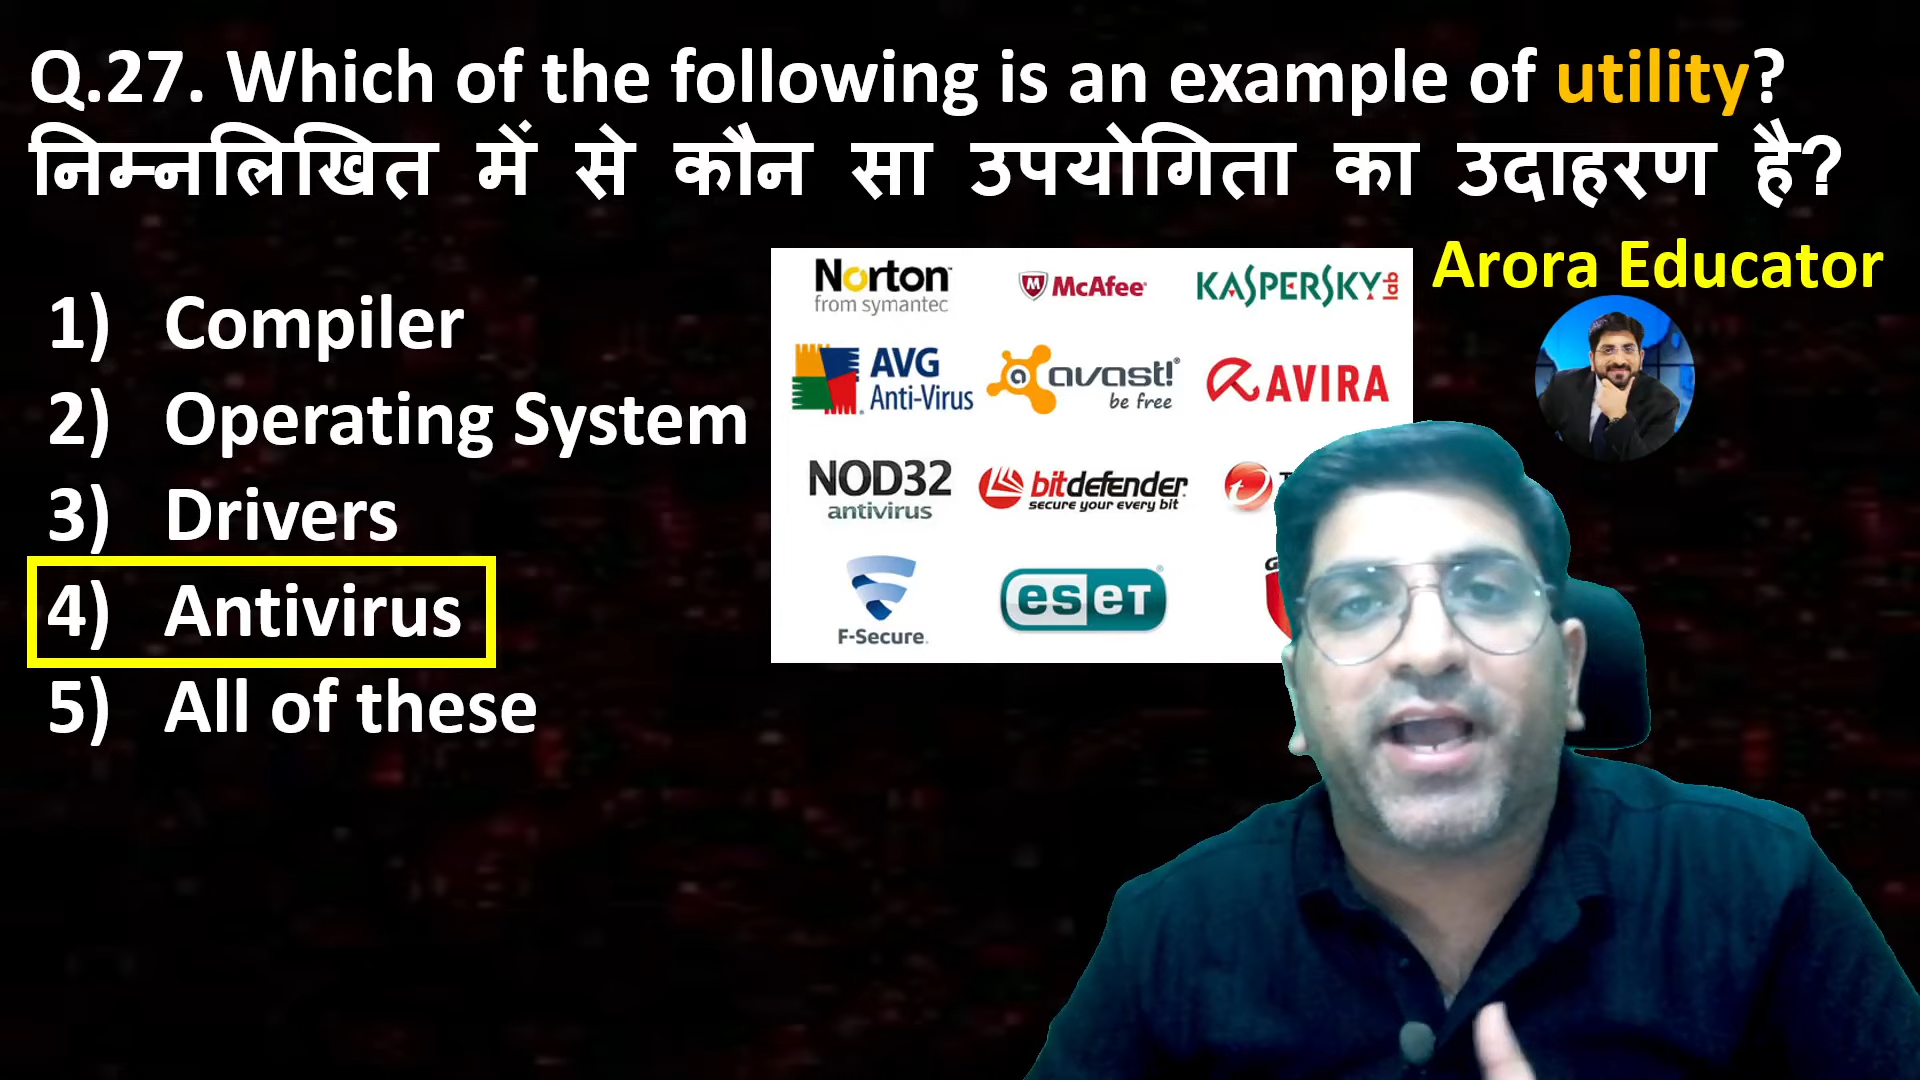 Q.27. Which of the following is an example of utility?
निम्नलिखित में से कौन सा उपयोगिता का उदाहरण है?
Arora Educator
1) Compiler
2) Operating System
3) Drivers
4) Antivirus
5) All of these
Norton
from symantec
McAfee
KASPERSKY lab
AVG
Anti-Virus
avast!
be free
AVIRA
NOD32
antivirus
bitdefender
secure your every bit
F-Secure.
eseT